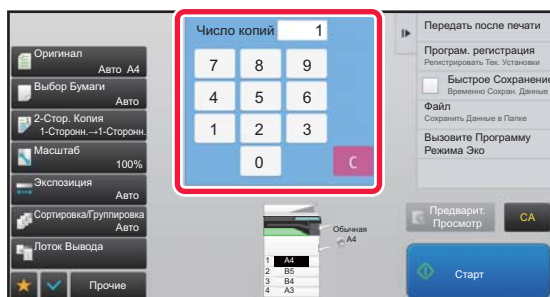 Оригинал
Авто A4
Выбор Бумаги
Авто
2-Стор. Копия
1-Сторонн.→1-Сторонн.
Масштаб
100%
Экспозиция
Авто
Сортировка/Группировка
Авто
Лоток Вывода
Прочие
Число копий 1
7 8 9
4 5 6
1 2 3
0 C
Обычная
A4
1 A4
2 B5
3 B4
4 A3
Передать после печати
Програм. регистрация
Регистрировать Тек. Установки
Быстрое Сохранение
Временно Сохран. Данные
Файл
Сохранить Данные в Папке
Вызовите Программу
Режима Эко
Предварит.
Просмотр
CA
Старт